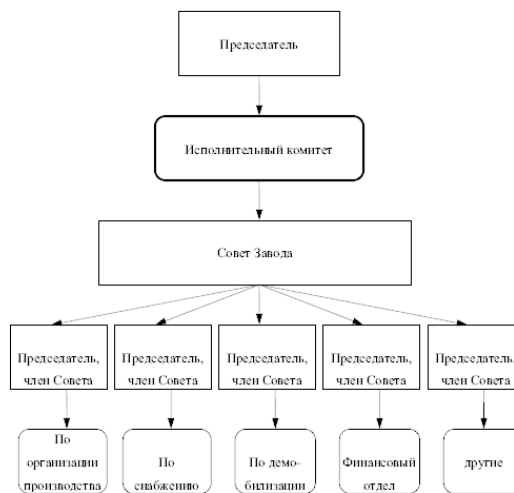 Председатель
Исполнительный комитет
Совет Завода
Председатель,
член Совета
Председатель,
член Совета
Председатель,
член Совета
Председатель,
член Совета
Председатель,
член Совета
По
организации
производства
По
снабжению
По демо-
билизации
Финансовый
отдел
другие